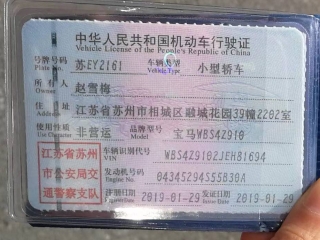 中华人民共和国机动车行驶证
Vehicle License of the People's Republic of China
号牌号码 苏EY2161 车辆类型 小型轿车
Plate No. Vehicle Type
所有人 赵雪梅
Owner
住址 江苏省苏州市相城区融城花园39幢2202室
Address
使用性质 非营运 品牌型号 宝马WBS4Z910
Use Character Model
江苏省苏州 车辆识别代号 WBS4Z9102JEH81694
VIN
市公安局交 发动机号码 04345294S55B30A
Engine No.
通警察支队 注册日期 2019-01-29 发证日期 2019-01-29
Register Date Issue Date